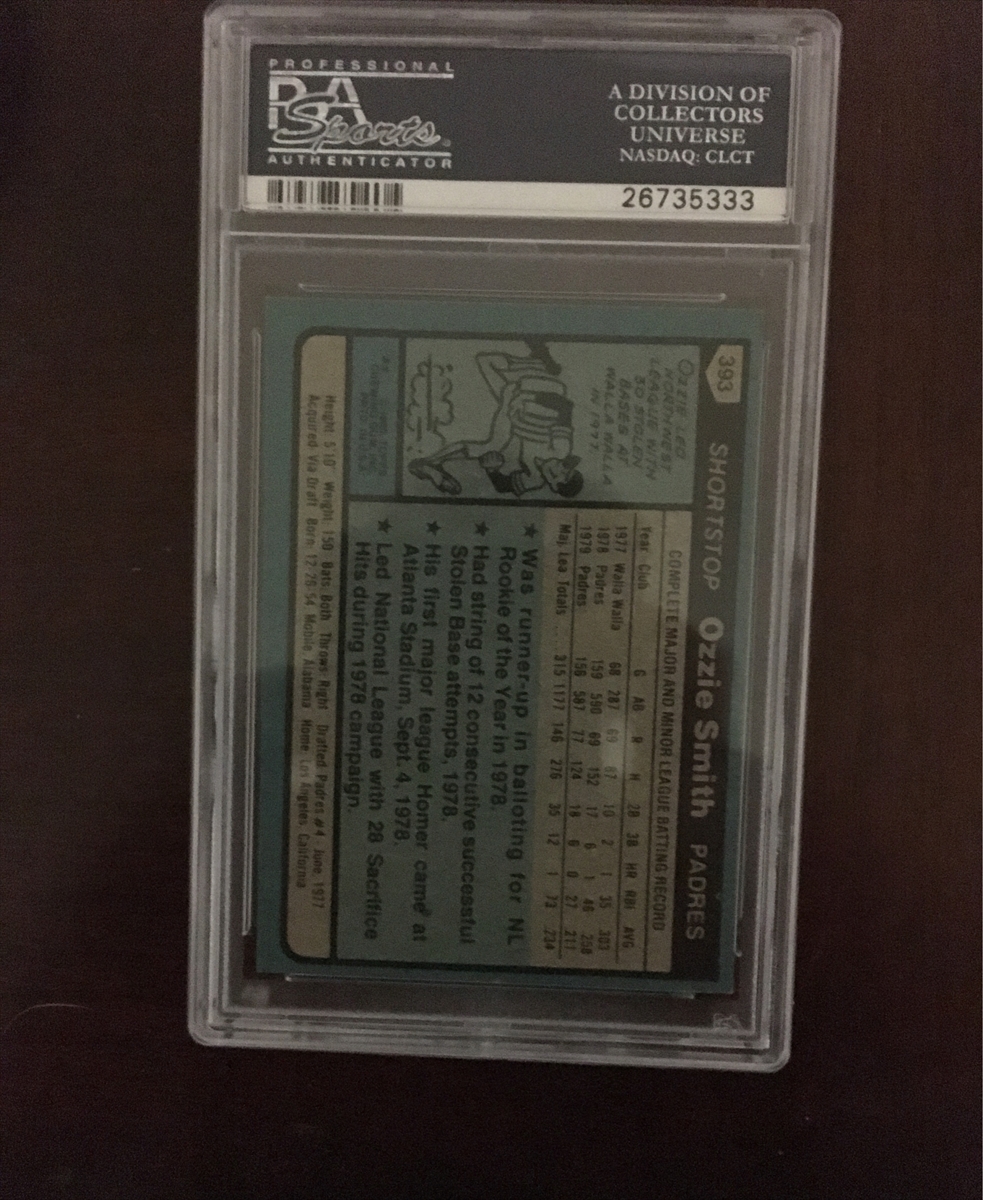 PROFESSIONAL
PSA
Sports
AUTHENTICATOR
A DIVISION OF
COLLECTORS
UNIVERSE
NASDAQ: CLCT
26735333
393
SHORTSTOP Ozzie Smith PADRES
COMPLETE MAJOR AND MINOR LEAGUE BATTING RECORD
Year Club G AB R H 2B 3B HR RBI AVG
1977 Walla Walla 68 287 69 87 10 2 1 35 .303
1978 Padres 159 590 69 152 17 6 1 46 .258
1979 Padres 156 587 77 124 18 6 0 27 .211
Maj. Lea. Totals ..... 315 1177 146 276 35 12 1 73 .234
OZZIE LED
NORTHWEST
LEAGUE WITH
30 STOLEN
BASES AT
WALLA WALLA
IN 1977.
★ Was runner-up in balloting for NL
Rookie of the Year in 1978.
★ Had string of 12 consecutive successful
Stolen Base attempts, 1978.
★ His first major league Homer came at
Atlanta Stadium, Sept. 4, 1978.
★ Led National League with 28 Sacrifice
Hits during 1978 campaign.
Height: 5'10" Weight: 150 Bats: Both Throws: Right Drafted: Padres #4 June, 1977
Acquired: Via Draft Born: 12-26-54, Mobile, Alabama Home: Los Angeles, California